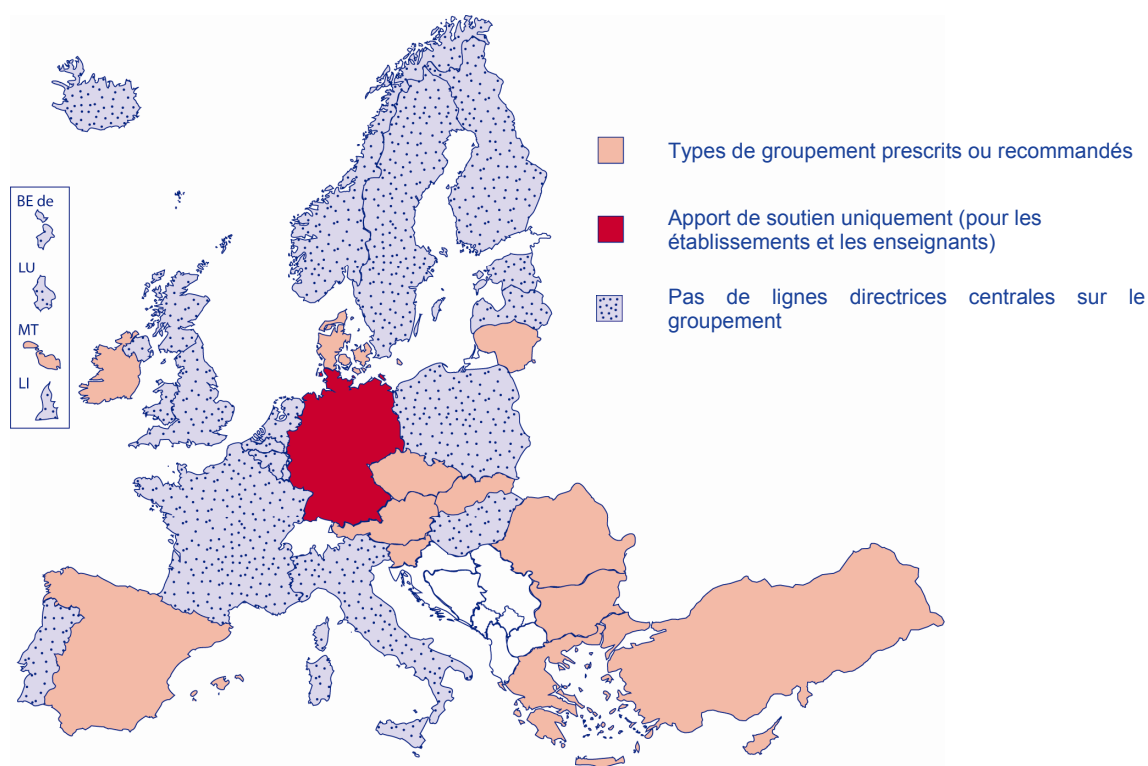 BE de
LU
MT
LI
Types de groupement prescrits ou recommandés
Apport de soutien uniquement (pour les
établissements et les enseignants)
Pas de lignes directrices centrales sur le
groupement